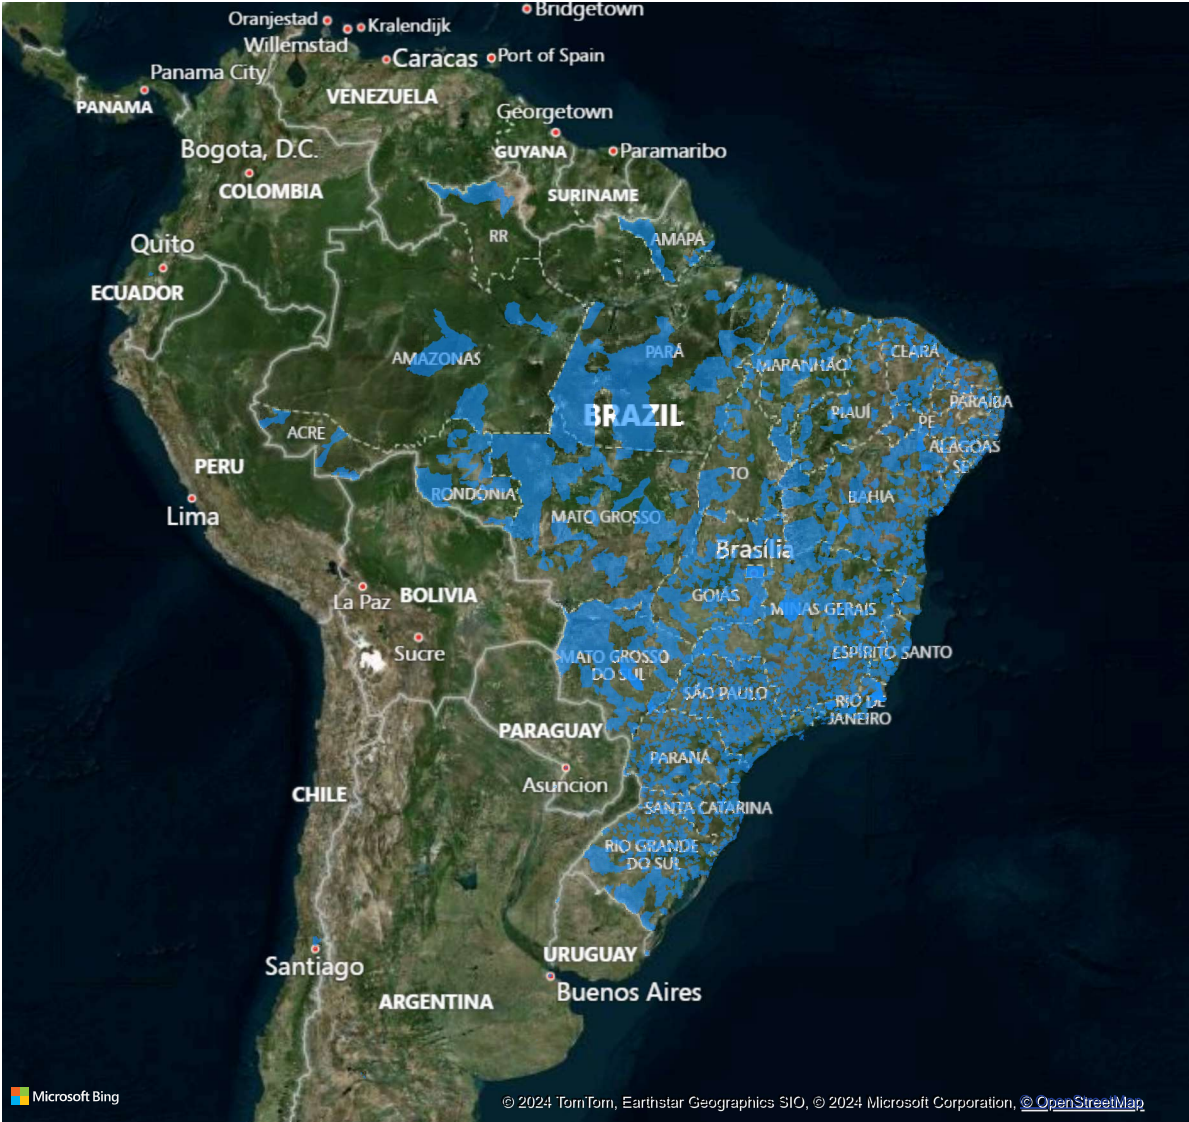 Bridgetown
Oranjestad
Kralendijk
Willemstad
Caracas
Port of Spain
Panama City
PANAMA
VENEZUELA
Georgetown
Bogota, D.C.
GUYANA
Paramaribo
COLOMBIA
SURINAME
RR
AMAPÁ
Quito
ECUADOR
AMAZONAS
PARÁ
MARANHÃO
CEARÁ
BRAZIL
PIAUÍ
PARAÍBA
PE
ACRE
ALAGOAS
SE
PERU
TO
RONDÔNIA
BAHIA
Lima
MATO GROSSO
Brasília
BOLIVIA
La Paz
GOIÁS
MINAS GERAIS
Sucre
MATO GROSSO
DO SUL
ESPÍRITO SANTO
SÃO PAULO
RIO DE
JANEIRO
PARAGUAY
PARANÁ
Asuncion
CHILE
SANTA CATARINA
RIO GRANDE
DO SUL
URUGUAY
Santiago
ARGENTINA
Buenos Aires
Microsoft Bing
© 2024 TomTom, Earthstar Geographics SIO, © 2024 Microsoft Corporation, © OpenStreetMap